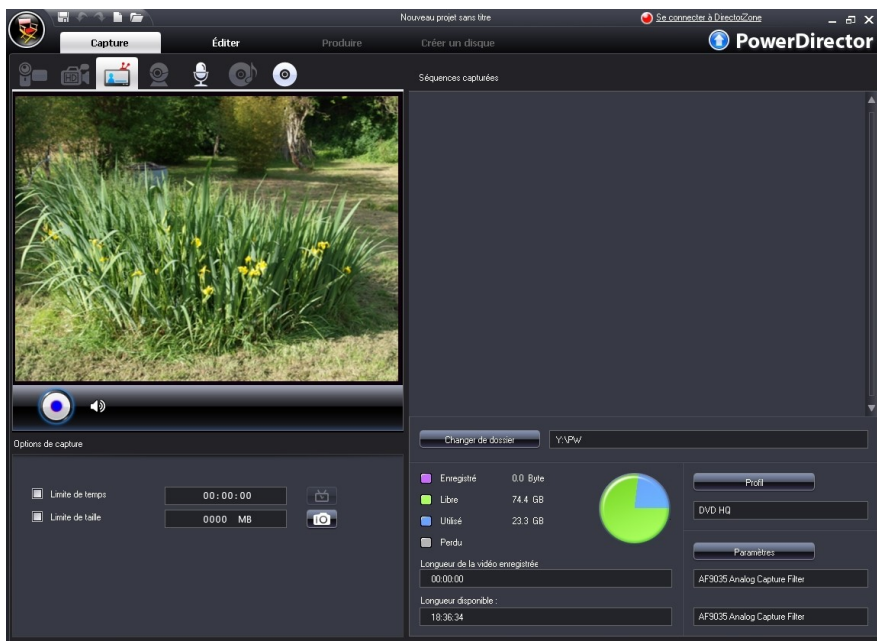 Nouveau projet sans titre
Se connecter à DirectorZone
Capture
Éditer
Produire
Créer un disque
PowerDirector
HD
Séquences capturées
Changer de dossier
Y:\PW
Options de capture
Limite de temps
00:00:00
Limite de taille
0000 MB
Enregistré 0.0 Byte
Libre 74.4 GB
Utilisé 23.3 GB
Perdu
Longueur de la vidéo enregistrée
00:00:00
Longueur disponible :
18:36:34
Profil
DVD HQ
Paramètres
AF9035 Analog Capture Filter
AF9035 Analog Capture Filter